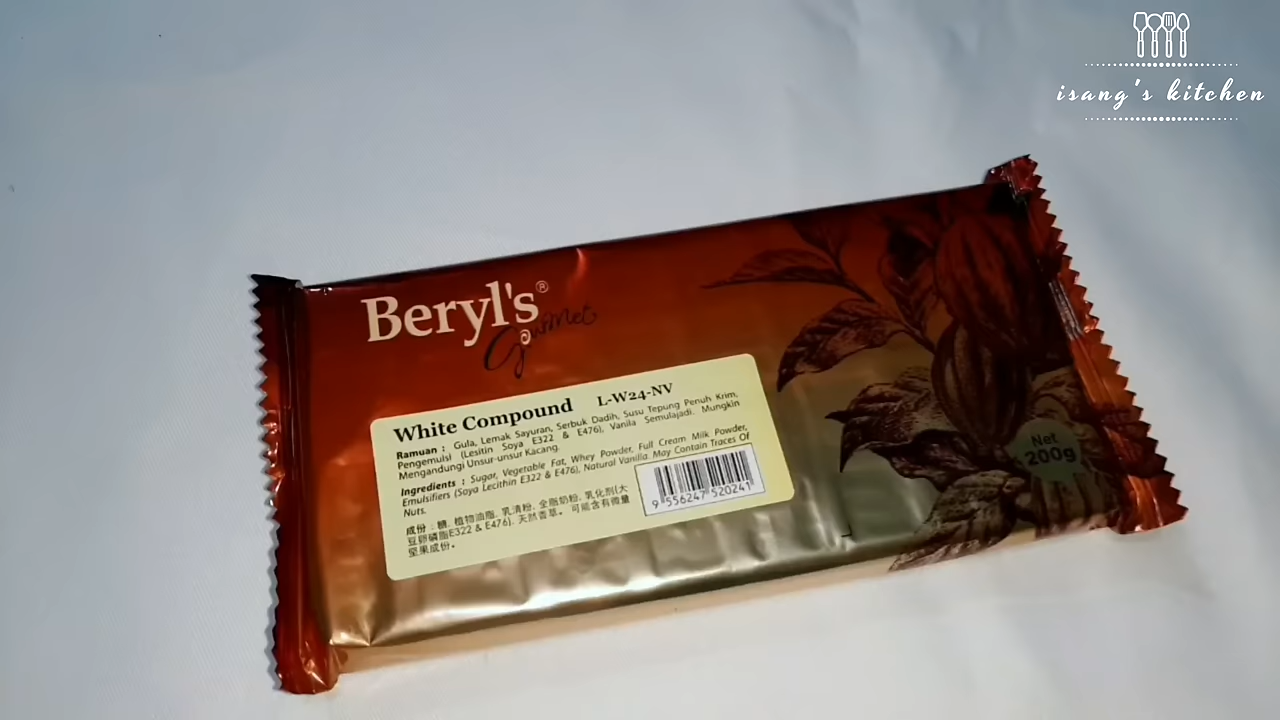 isang's kitchen
Beryl's®
Gourmet
White Compound L-W24-NV
Ramuan : Gula, Lemak Sayuran, Serbuk Dadih, Susu Tepung Penuh Krim,
Pengemulsi (Lesitin Soya E322 & E476), Vanila Semulajadi. Mungkin
Mengandungi Unsur-unsur Kacang.
Ingredients : Sugar, Vegetable Fat, Whey Powder, Full Cream Milk Powder,
Emulsifiers (Soya Lecithin E322 & E476), Natural Vanilla. May Contain Traces Of
Nuts.
成份：糖, 植物油脂, 乳清粉, 全脂奶粉, 乳化剂(大
豆卵磷脂E322 & E476), 天然香草。可能含有微量
坚果成份。
9 556247 520241
Net
200g